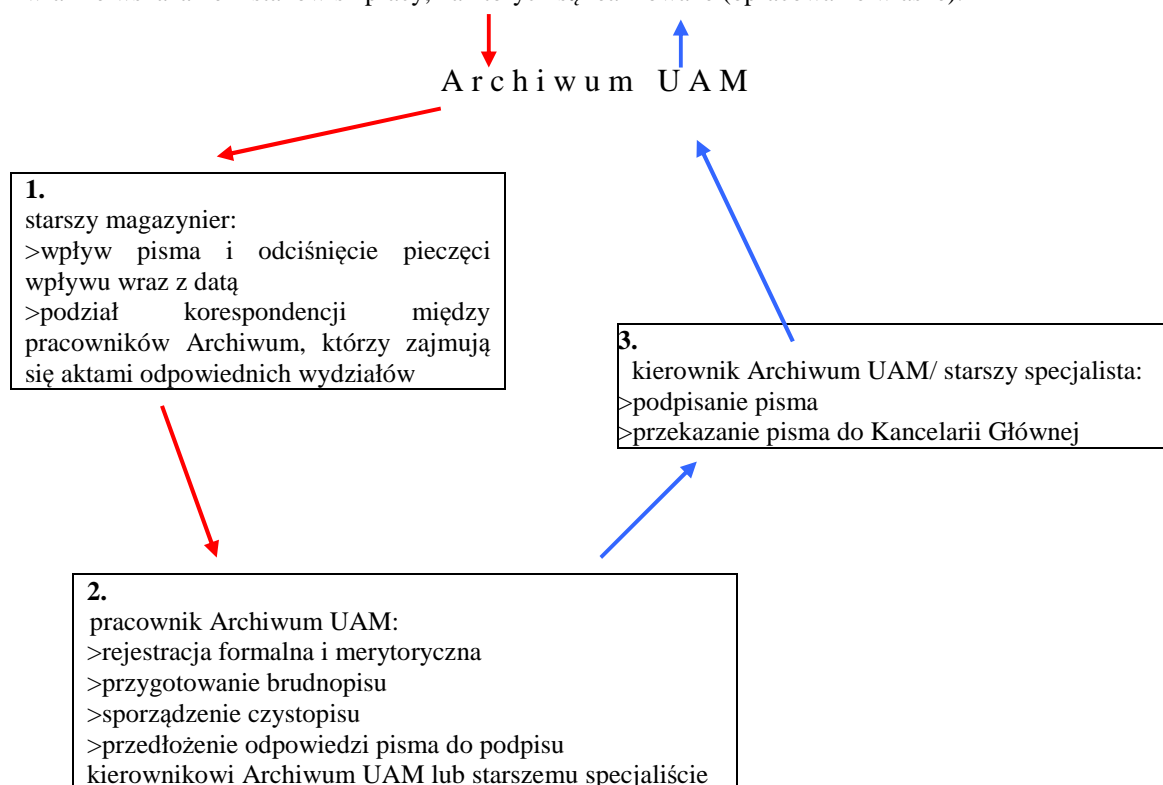 A r c h i w u m U A M
1.
starszy magazynier:
>wpływ pisma i odciśnięcie pieczęci
wpływu wraz z datą
>podział korespondencji między
pracowników Archiwum, którzy zajmują
się aktami odpowiednich wydziałów
3.
kierownik Archiwum UAM/ starszy specjalista:
>podpisanie pisma
>przekazanie pisma do Kancelarii Głównej
2.
pracownik Archiwum UAM:
>rejestracja formalna i merytoryczna
>przygotowanie brudnopisu
>sporządzenie czystopisu
>przedłożenie odpowiedzi pisma do podpisu
kierownikowi Archiwum UAM lub starszemu specjaliście